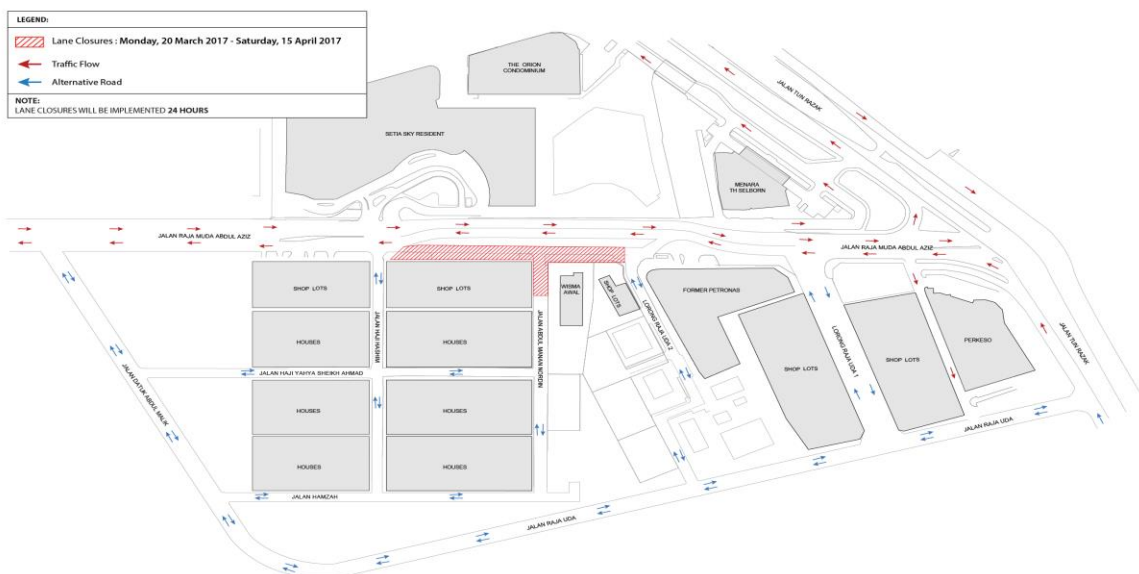 LEGEND:
Lane Closures : Monday, 20 March 2017 - Saturday, 15 April 2017
Traffic Flow
Alternative Road
NOTE:
LANE CLOSURES WILL BE IMPLEMENTED 24 HOURS
THE ORION
CONDOMINIUM
JALAN TUN RAZAK
SETIA SKY RESIDENT
MENARA
TH SELBORN
JALAN RAJA MUDA ABDUL AZIZ
JALAN RAJA MUDA ABDUL AZIZ
SHOP LOTS
SHOP LOTS
WISMA
AWAL
SHOP LOTS
FORMER PETRONAS
JALAN HAJI HASHIM
JALAN ABDUL MANAN NORDIN
LORONG RAJA UDA 2
LORONG RAJA UDA 1
HOUSES
HOUSES
SHOP LOTS
SHOP LOTS
PERKESO
JALAN TUN RAZAK
JALAN HAJI YAHYA SHEIKH AHMAD
JALAN DATUK ABDUL MALIK
HOUSES
HOUSES
JALAN RAJA UDA
HOUSES
HOUSES
JALAN HAMZAH
JALAN RAJA UDA